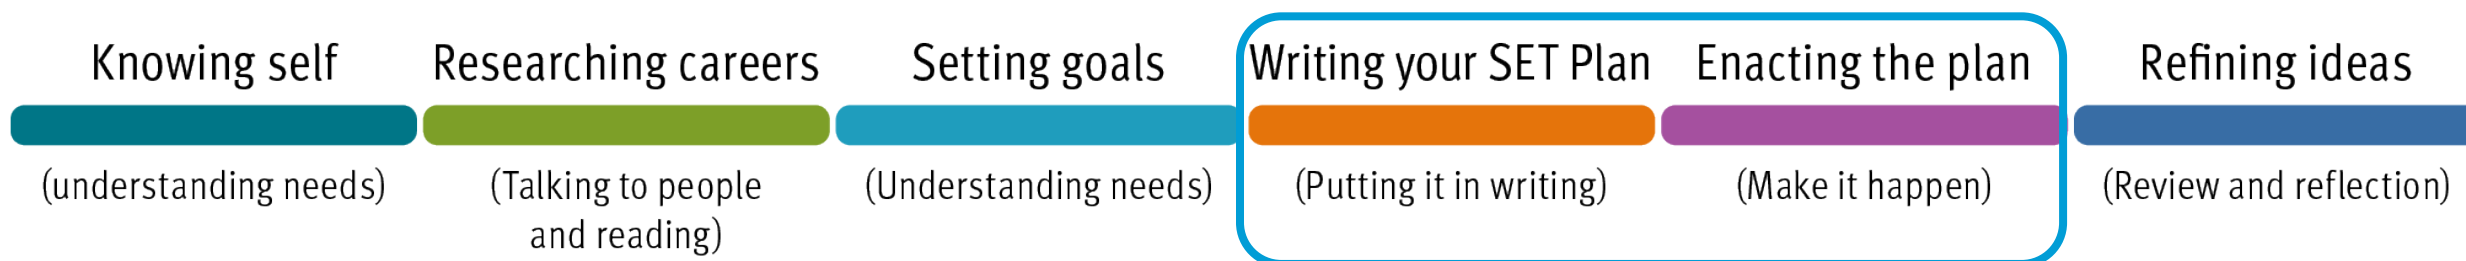 Knowing self
(understanding needs)
Researching careers
(Talking to people
and reading)
Setting goals
(Understanding needs)
Writing your SET Plan
(Putting it in writing)
Enacting the plan
(Make it happen)
Refining ideas
(Review and reflection)